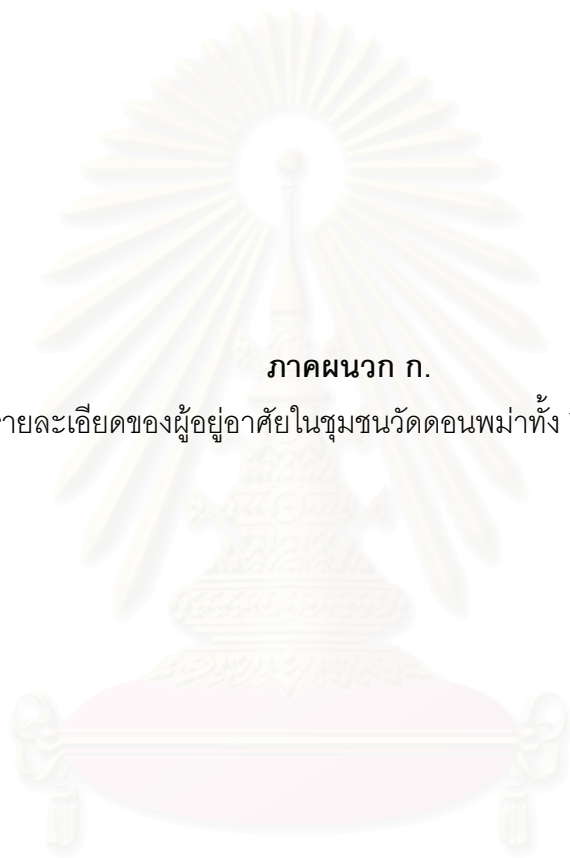 ภาคผนวก ก.
รายละเอียดของผู้อยู่อาศัยในชุมชนวัดดอนพม่าทั้ง